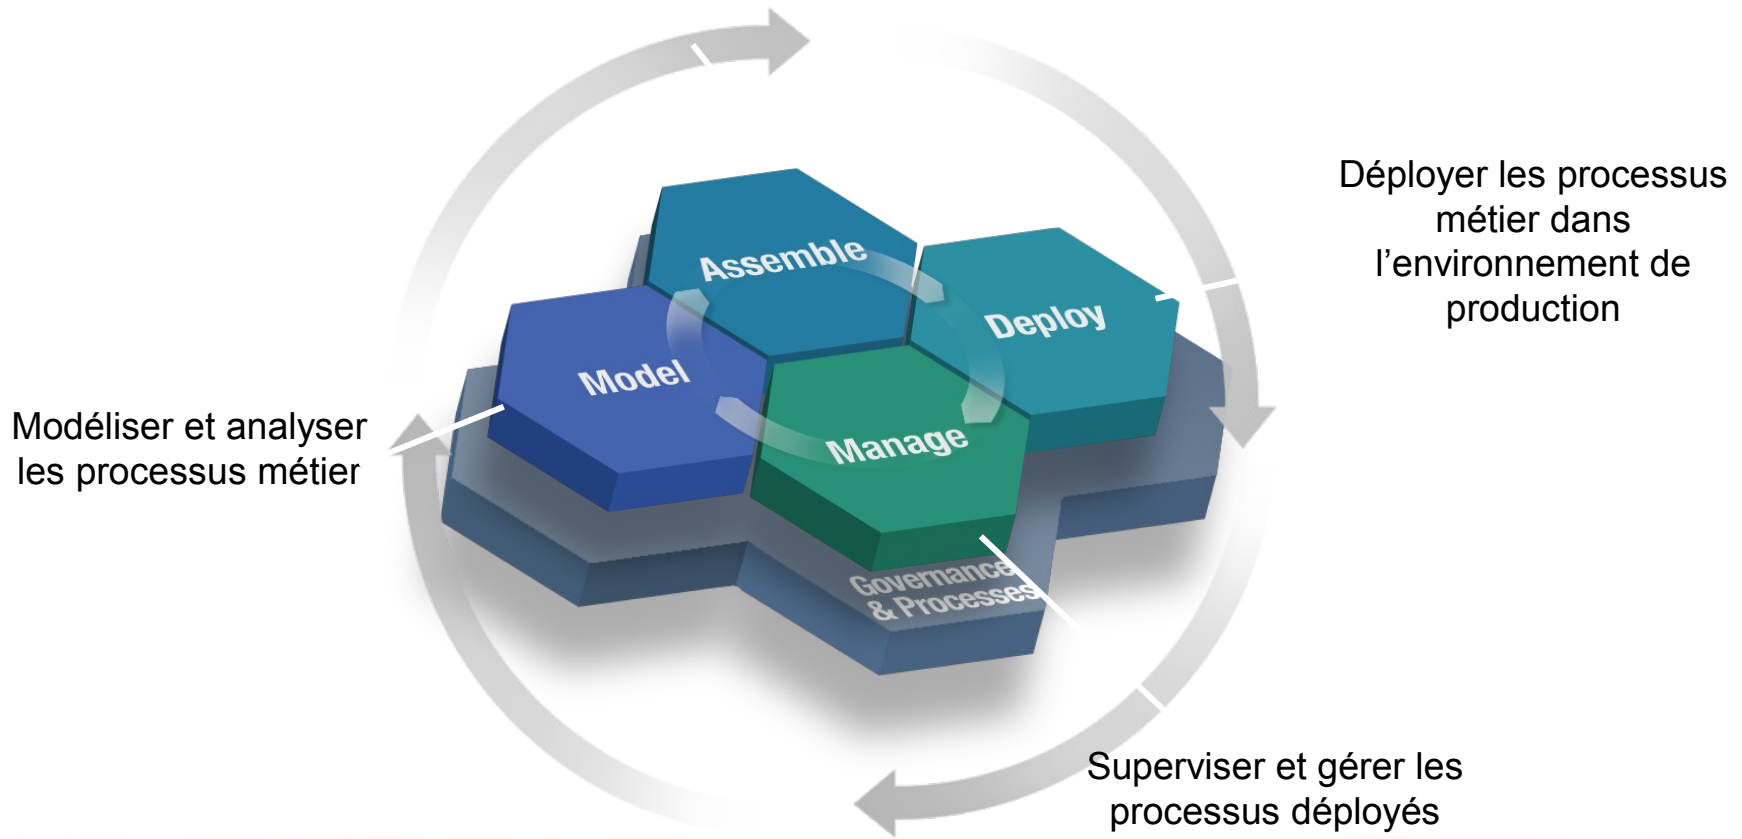 Assemble
Déployer les processus
métier dans
l’environnement de
production
Deploy
Model
Modéliser et analyser
les processus métier
Manage
Governance
& Processes
Superviser et gérer les
processus déployés